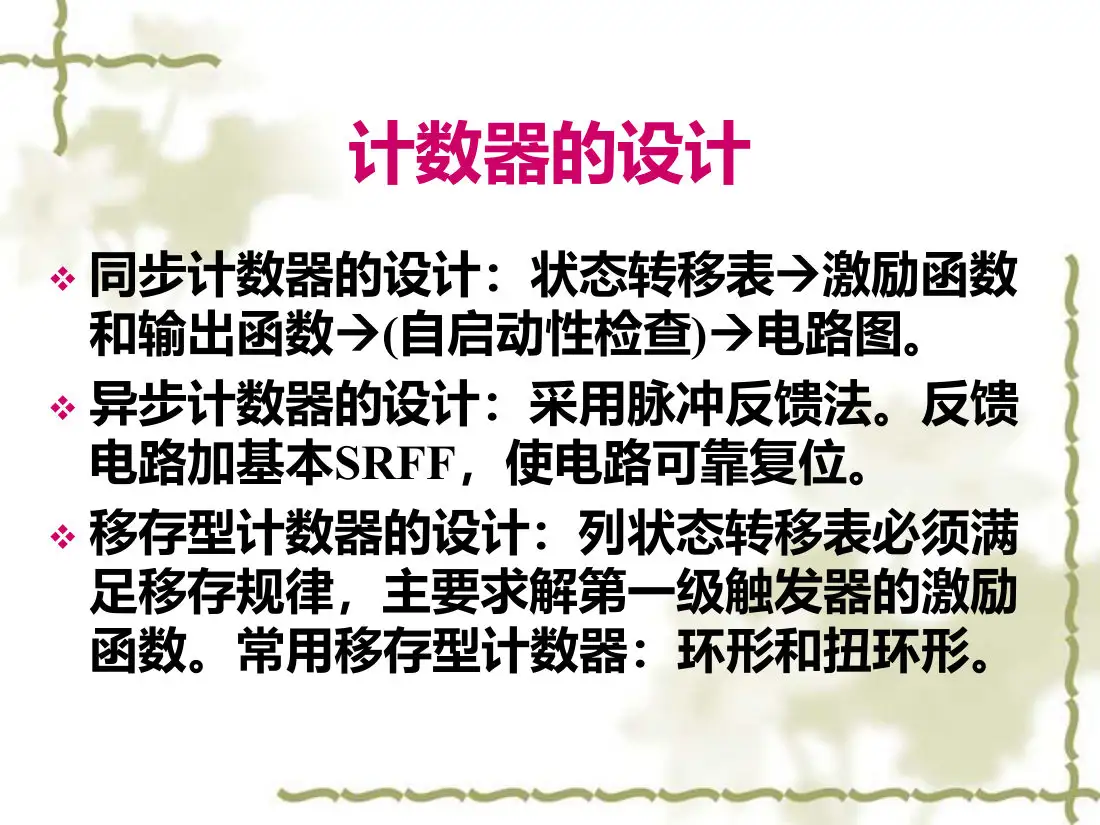 计数器的设计
同步计数器的设计：状态转移表→激励函数
和输出函数→(自启动性检查)→电路图。
异步计数器的设计：采用脉冲反馈法。反馈
电路加基本SRFF，使电路可靠复位。
移存型计数器的设计：列状态转移表必须满
足移存规律，主要求解第一级触发器的激励
函数。常用移存型计数器：环形和扭环形。